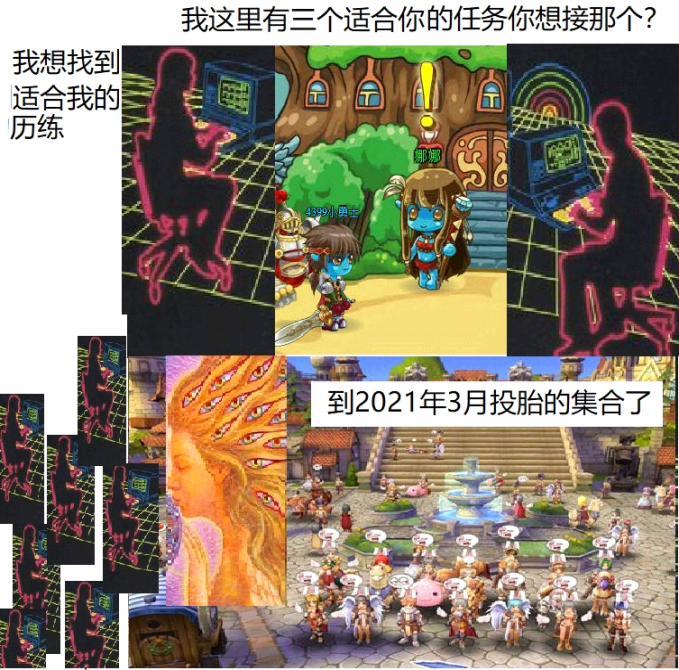 我这里有三个适合你的任务你想接那个？
我想找到
适合我的
历练
娜娜
4399小勇士
到2021年3月投胎的集合了